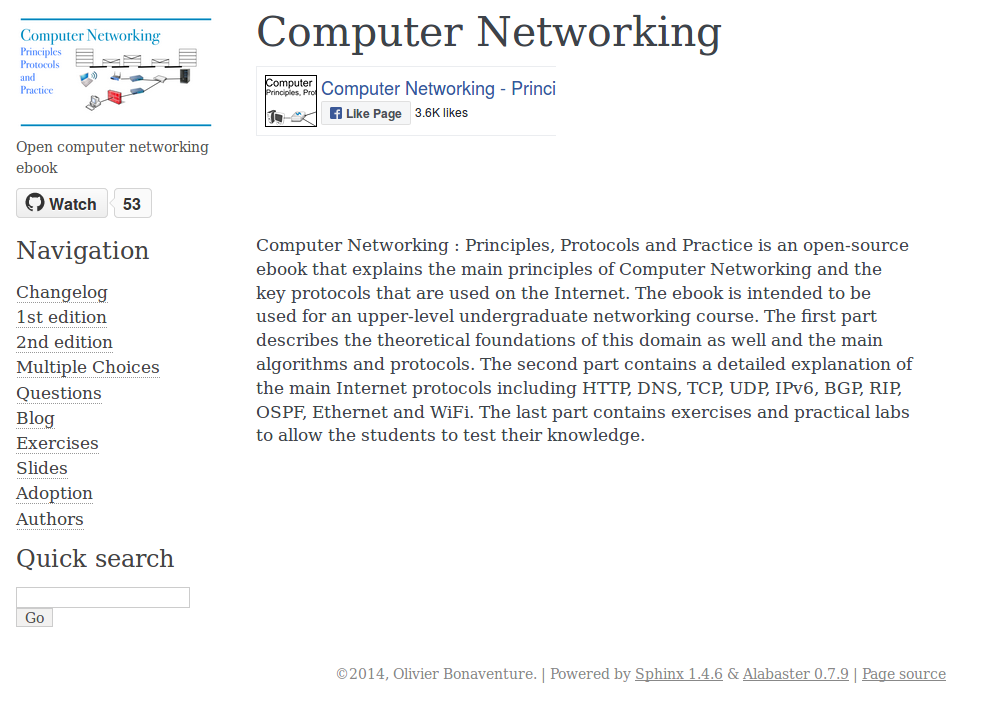 Computer Networking
Principles
Protocols
and
Practice
Open computer networking
ebook
Watch 53
Navigation
Changelog
1st edition
2nd edition
Multiple Choices
Questions
Blog
Exercises
Slides
Adoption
Authors
Quick search
Go
Computer Networking
Computer
Principles, Prot
Computer Networking - Princi
Like Page 3.6K likes
Computer Networking : Principles, Protocols and Practice is an open-source
ebook that explains the main principles of Computer Networking and the
key protocols that are used on the Internet. The ebook is intended to be
used for an upper-level undergraduate networking course. The first part
describes the theoretical foundations of this domain as well and the main
algorithms and protocols. The second part contains a detailed explanation of
the main Internet protocols including HTTP, DNS, TCP, UDP, IPv6, BGP, RIP,
OSPF, Ethernet and WiFi. The last part contains exercises and practical labs
to allow the students to test their knowledge.
©2014, Olivier Bonaventure. | Powered by Sphinx 1.4.6 & Alabaster 0.7.9 | Page source